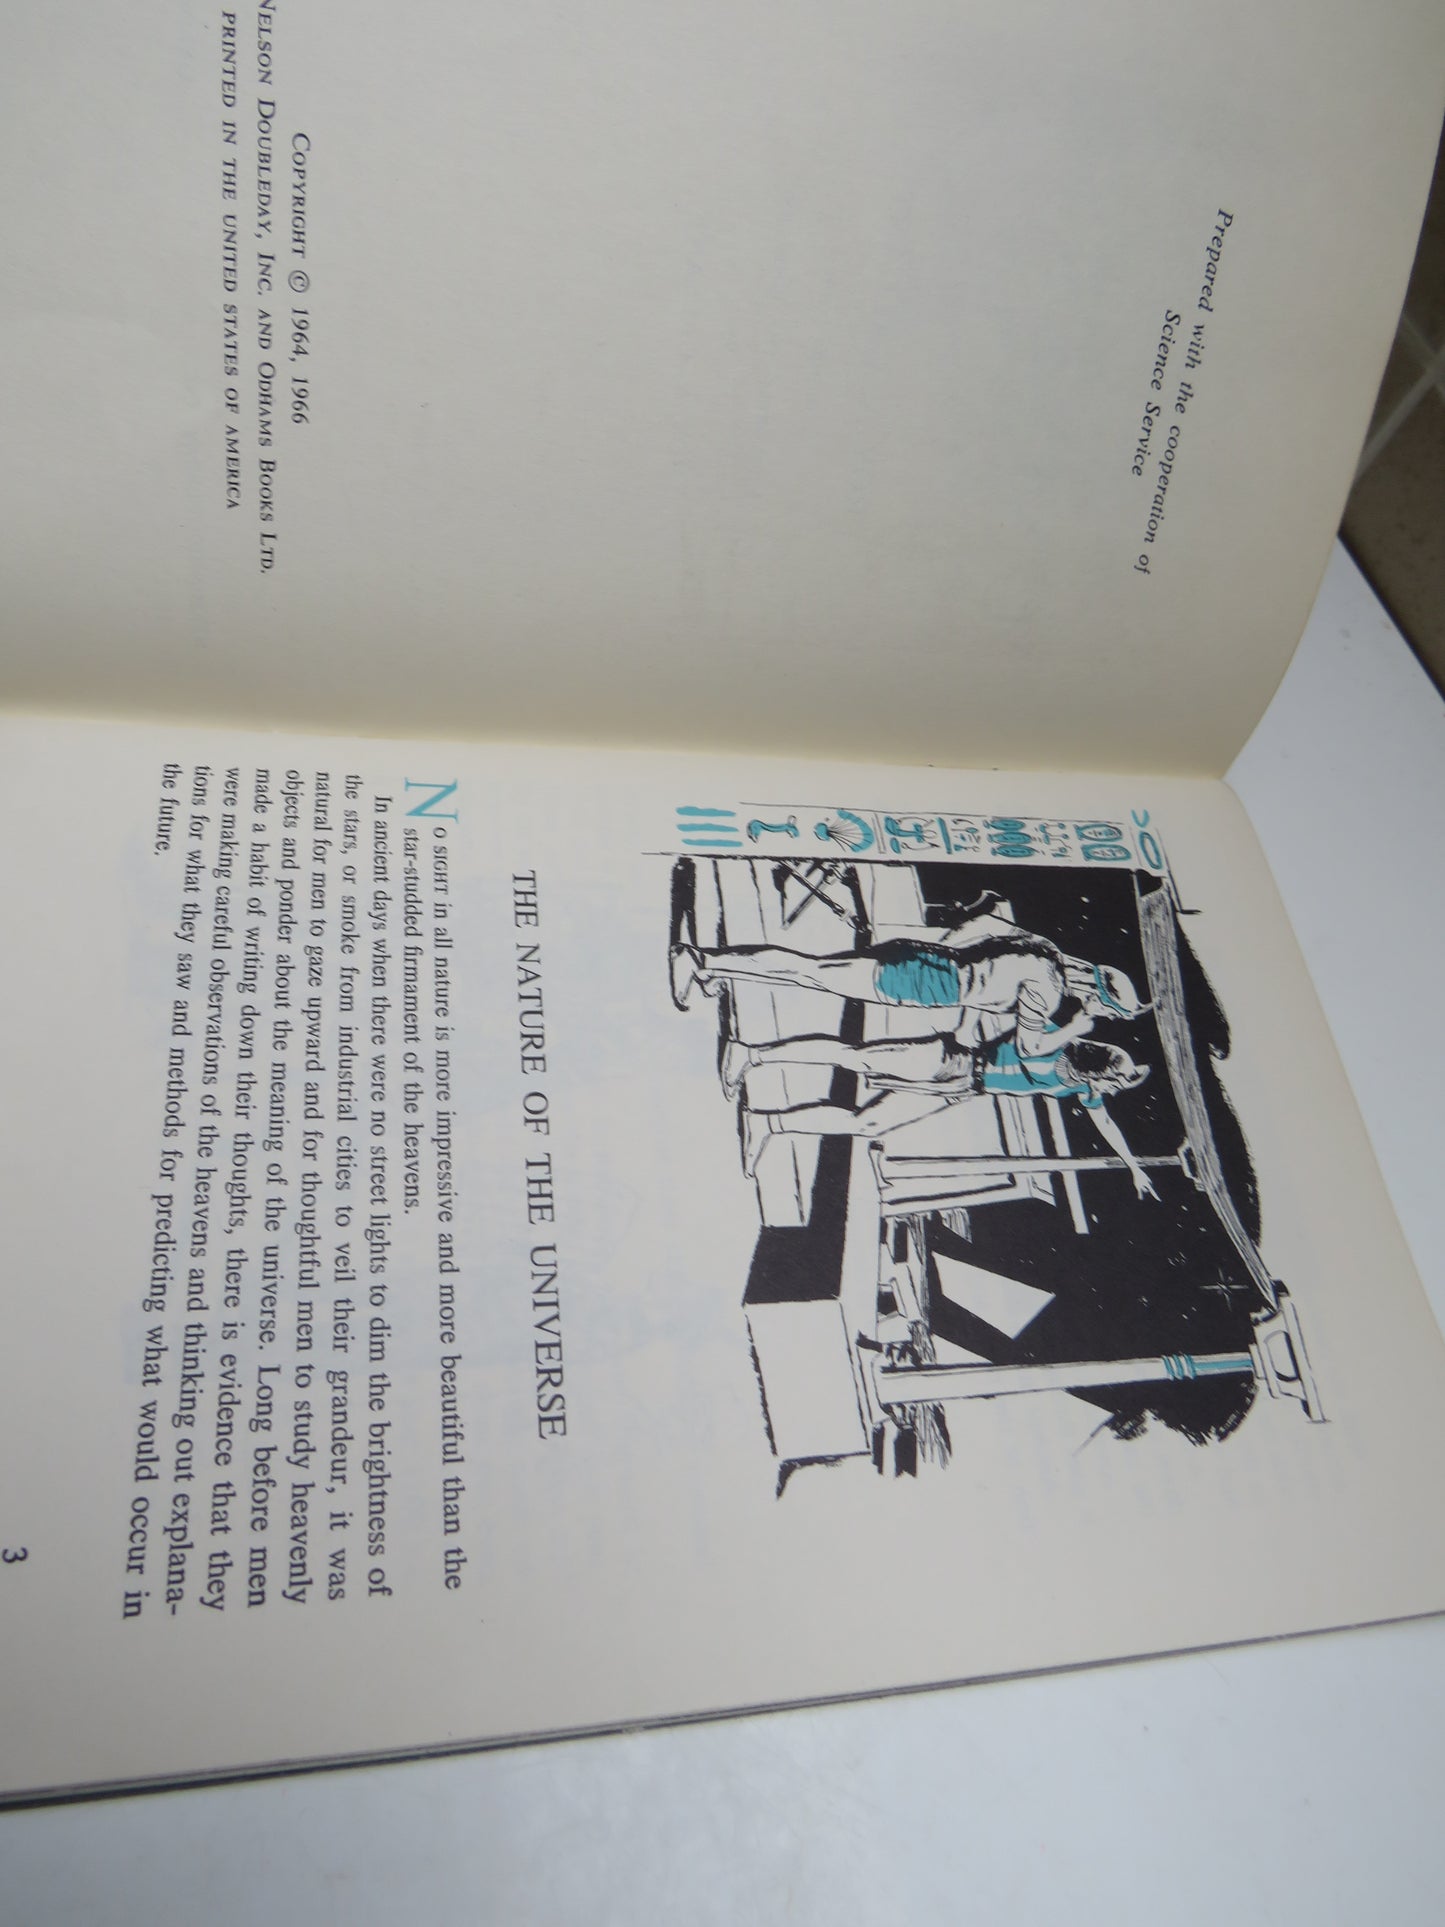 Prepared with the cooperation of
Science Service
COPYRIGHT © 1964, 1966
NELSON DOUBLEDAY, INC. AND ODHAMS BOOKS LTD.
PRINTED IN THE UNITED STATES OF AMERICA
THE NATURE OF THE UNIVERSE
NO SIGHT in all nature is more impressive and more beautiful than the
star-studded firmament of the heavens.
In ancient days when there were no street lights to dim the brightness of
the stars, or smoke from industrial cities to veil their grandeur, it was
natural for men to gaze upward and for thoughtful men to study heavenly
objects and ponder about the meaning of the universe. Long before men
made a habit of writing down their thoughts, there is evidence that they
were making careful observations of the heavens and thinking out explana-
tions for what they saw and methods for predicting what would occur in
the future.
3